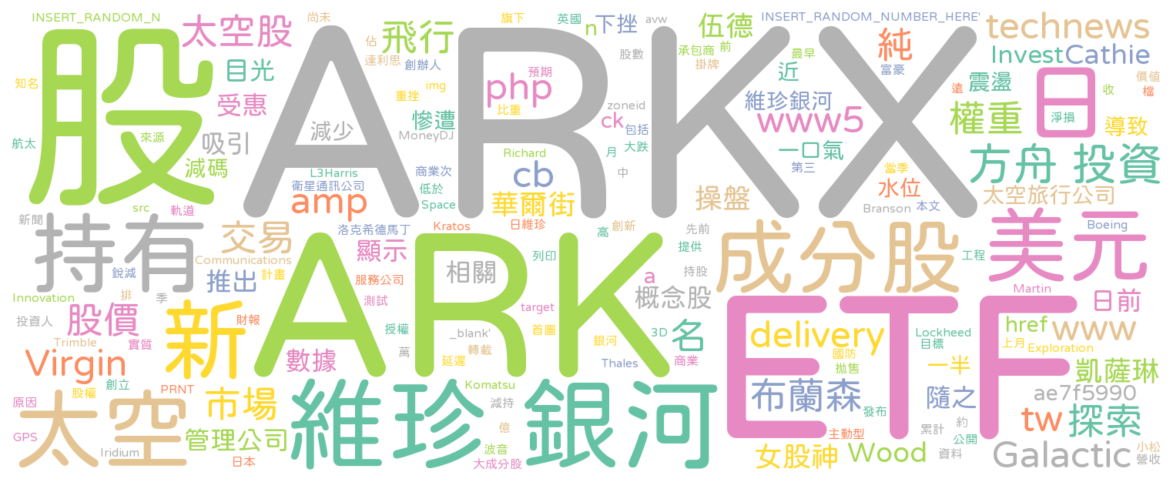 INSERT_RANDOM_N 尚未 旗下 英國 n 下挫 avw 伍德 INSERT_RANDOM_NUMBER_HERE' technews
股 ARKX 太空股 飛行 佔 連利思 創辦人 股數 承包商 前 掛牌 最早 純 富豪 Invest Cathie
知名 目光 重挫 img 預期 php 比重 近 遠 震盪 價值 收 檔
航太 來源 受惠 減少 慘遭 zoneid ck 包括 維珍銀河 www5 權重 日 淨損 導致
吸引 MoneyDJ 月 大跌 一口氣
減碼 L3Harris 商業次 Richard 中 第三 當季 方舟 投資
衛星通訊公司 低於 cb 操盤 水位 太空旅行公司
src 軌道 amp Space 華爾街 Branson 本文
新聞 持有 交易 洛克希德馬丁 Kratos 日維珍 高 創新 先前 成分股 美元 Boeing
顯示 列印 提供 工程
銳減 Communications 計畫 服務公司 相關 a 持股 概念股
Innovation 推出 測試 target Martin 日前
投資人 排 季 股價 新 ARK 財報 授權 _blank' 首圖 銀河 3D 名 ETF delivery Lockheed href www
Trimble 實質 萬 轉載 目標 上月
Virgin 數據 延遲 Thales 商業 國防 拋售 一半 Exploration 凱薩琳
股權 創立 PRNT Komatsu
太空 市場 維珍銀河 減持 布蘭森 隨之 ae7f5990
原因 發布 tw 探索
GPS 管理公司 億 主動型 累計 約 公開
Iridium 日本 波音 大成分股 女股神 Wood 資料 Galactic 小松 營收